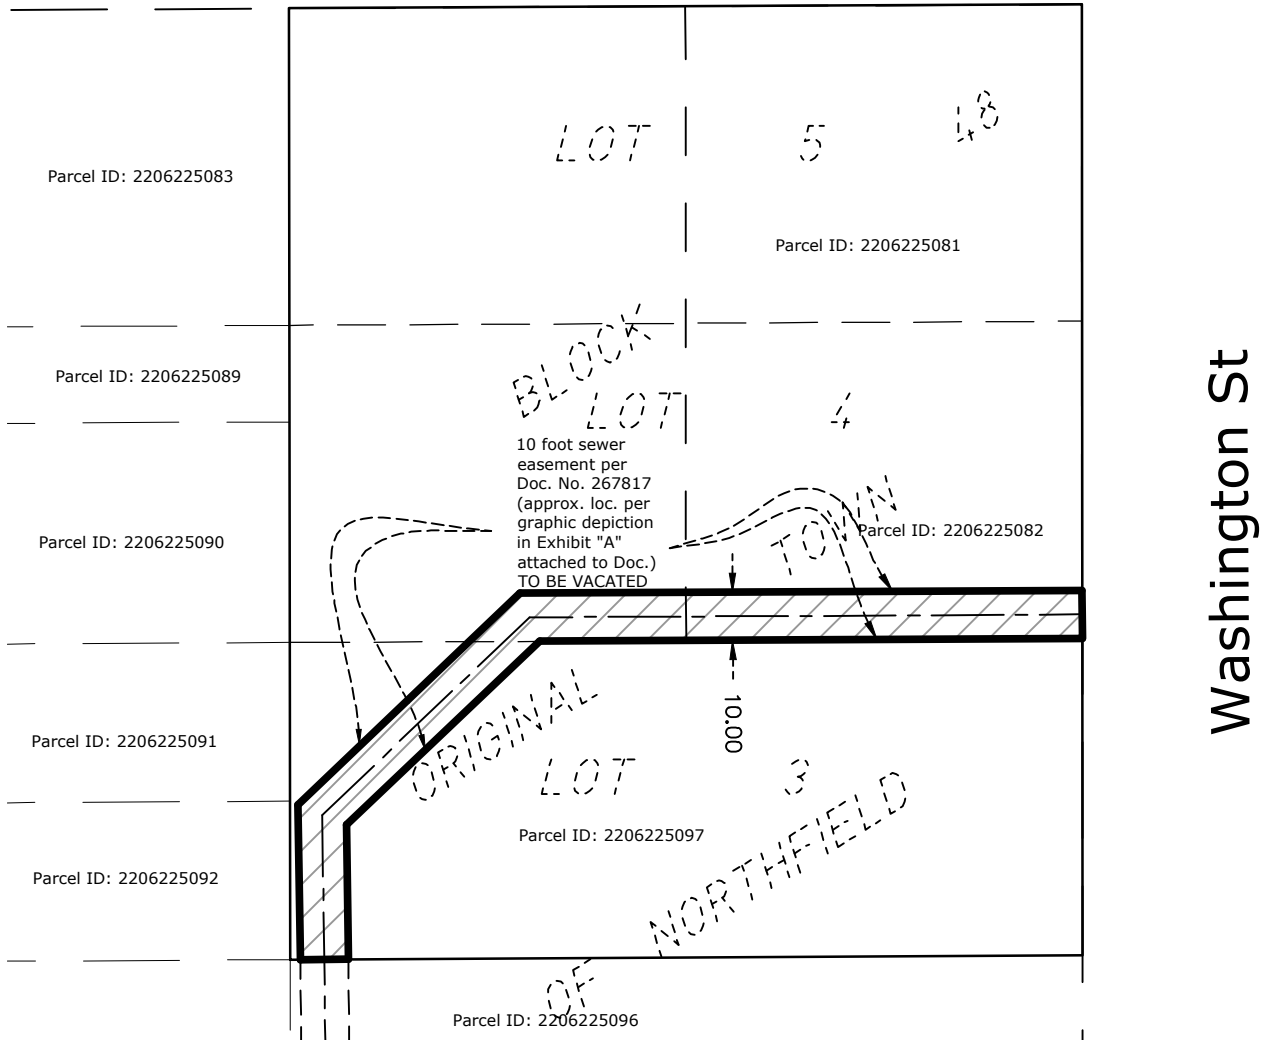 LOT 5 48
Parcel ID: 2206225083
Parcel ID: 2206225081
BLOCK
Parcel ID: 2206225089
LOT 4
10 foot sewer
easement per
Doc. No. 267817
(approx. loc. per
graphic depiction
in Exhibit "A"
attached to Doc.)
TO BE VACATED
TOWN
Parcel ID: 2206225082
Parcel ID: 2206225090
Washington St
10.00
ORIGINAL
Parcel ID: 2206225091
LOT 3
Parcel ID: 2206225097
Parcel ID: 2206225092
OF NORTHFIELD
Parcel ID: 2206225096